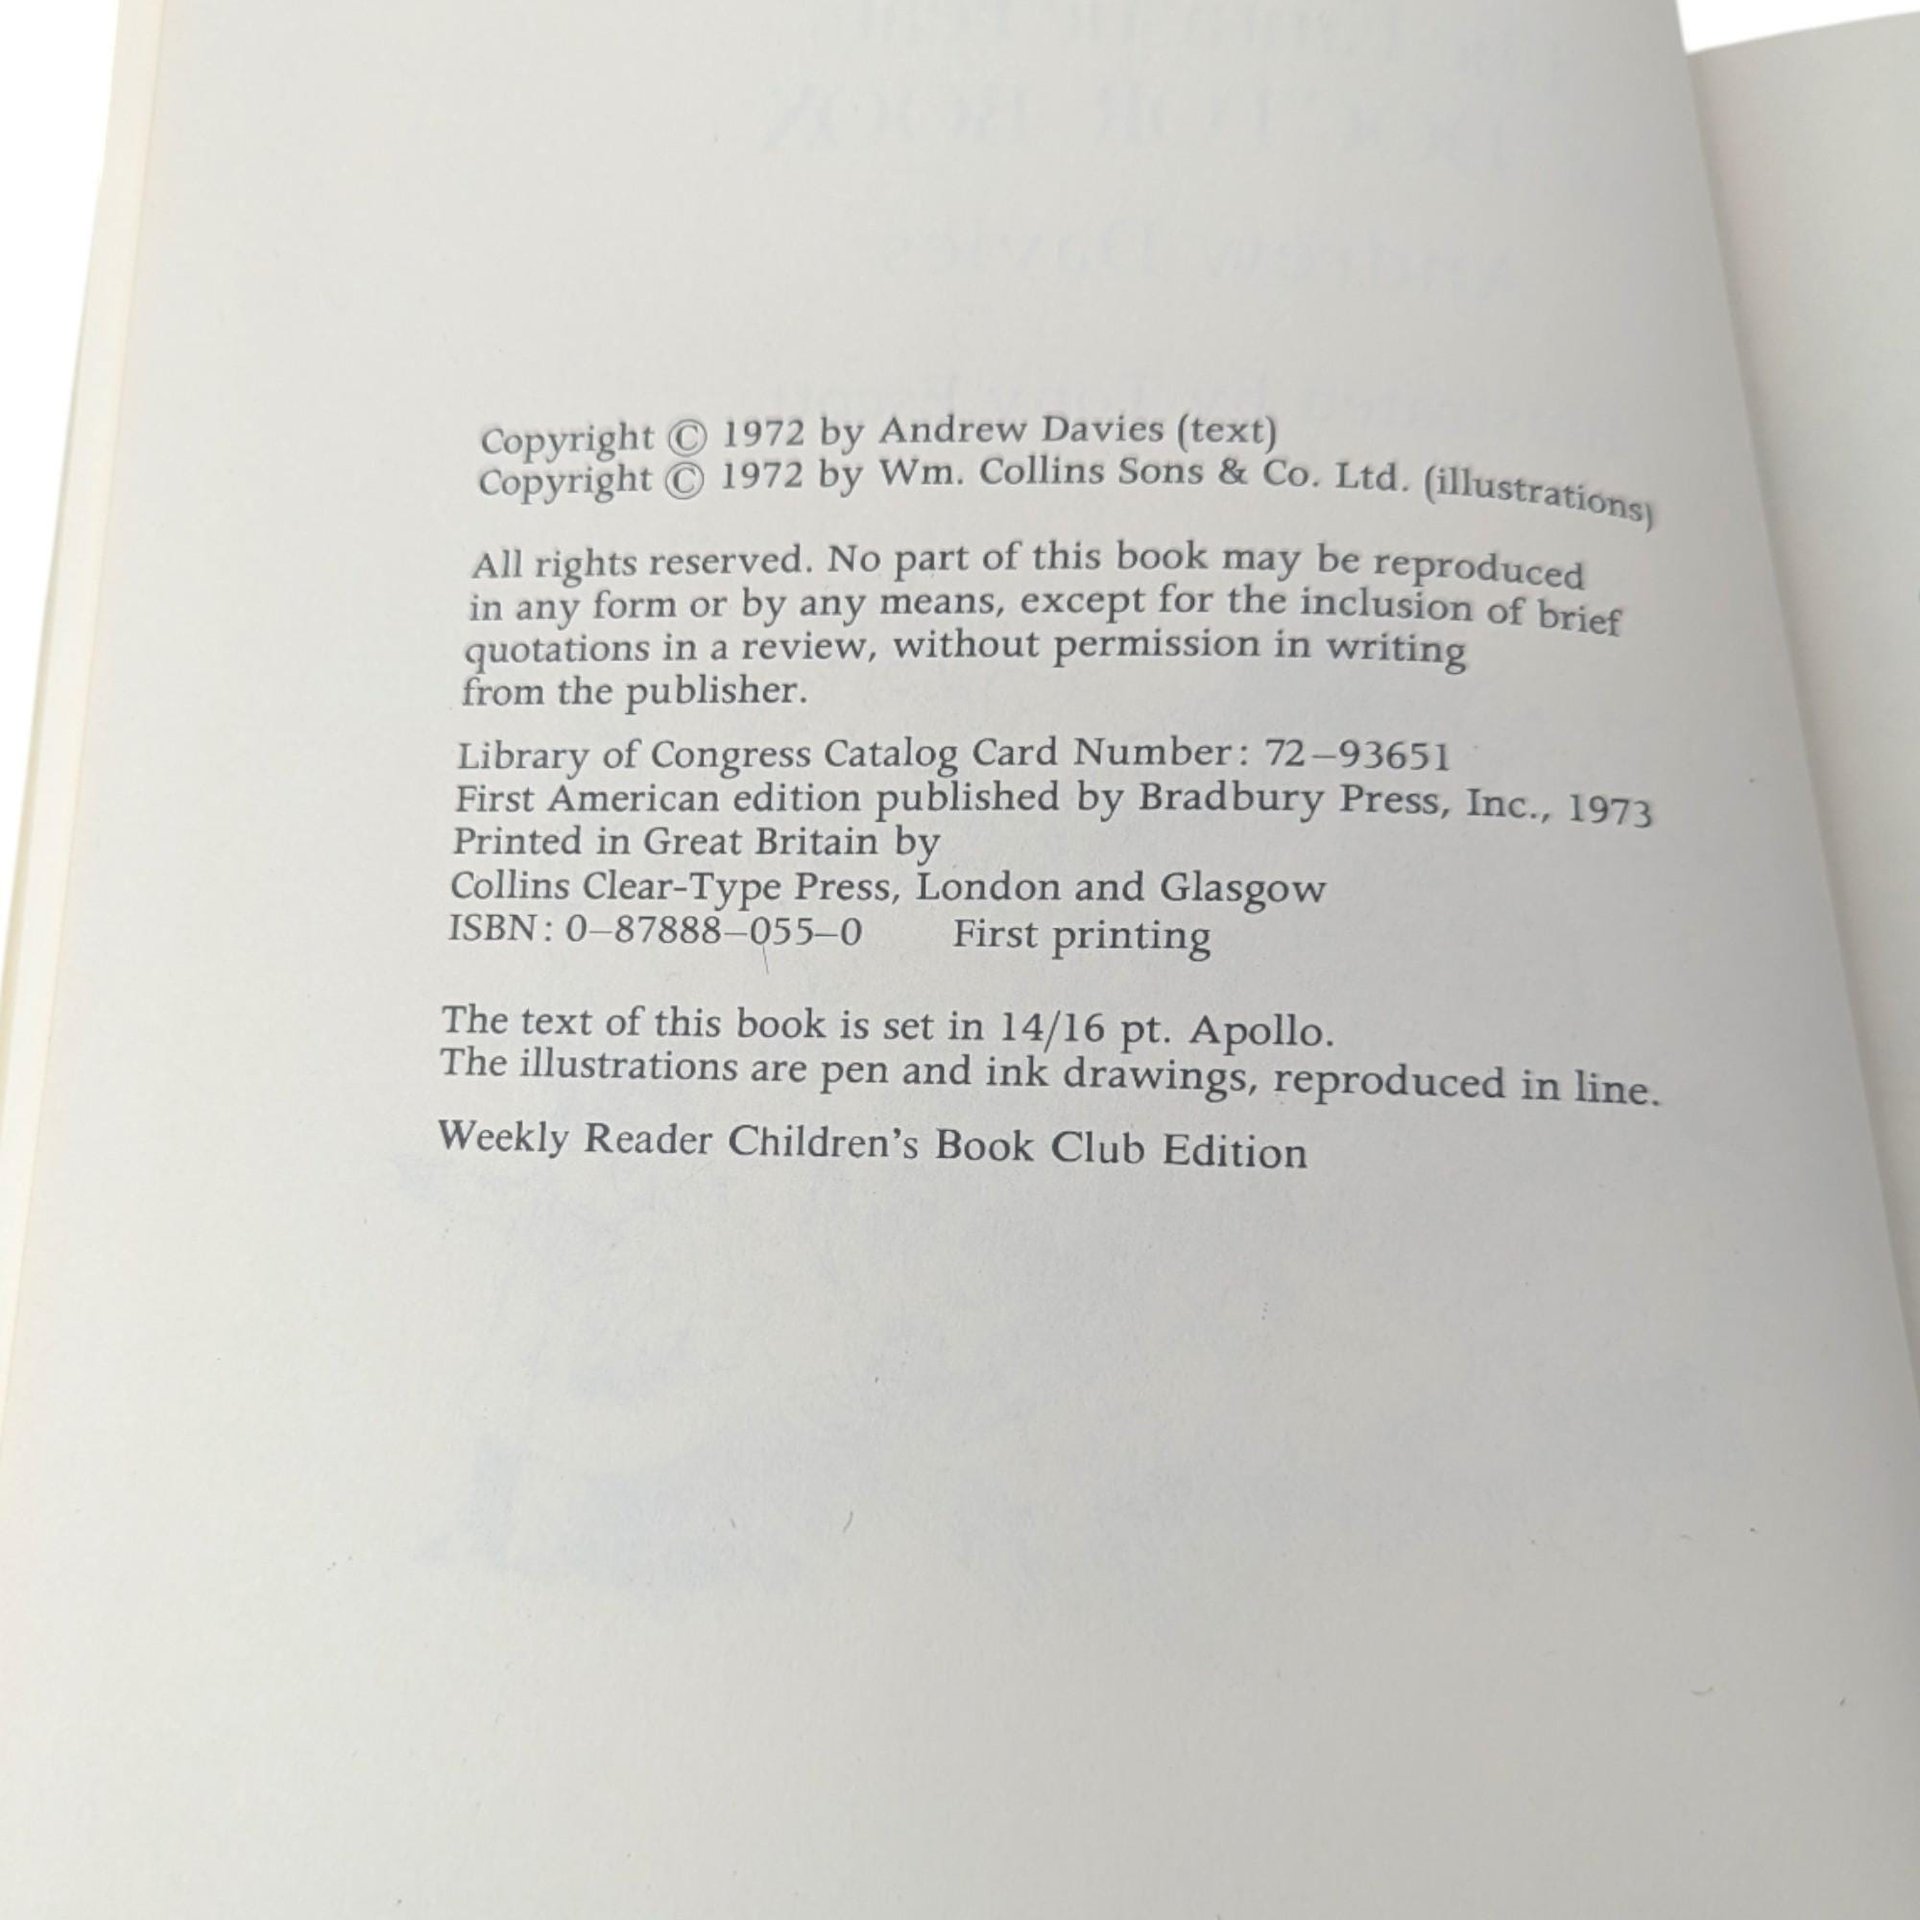 Copyright © 1972 by Andrew Davies (text)
Copyright © 1972 by Wm. Collins Sons & Co. Ltd. (illustrations)
All rights reserved. No part of this book may be reproduced
in any form or by any means, except for the inclusion of brief
quotations in a review, without permission in writing
from the publisher.
Library of Congress Catalog Card Number: 72–93651
First American edition published by Bradbury Press, Inc., 1973
Printed in Great Britain by
Collins Clear-Type Press, London and Glasgow
ISBN: 0–87888–055–0 First printing
The text of this book is set in 14/16 pt. Apollo.
The illustrations are pen and ink drawings, reproduced in line.
Weekly Reader Children's Book Club Edition